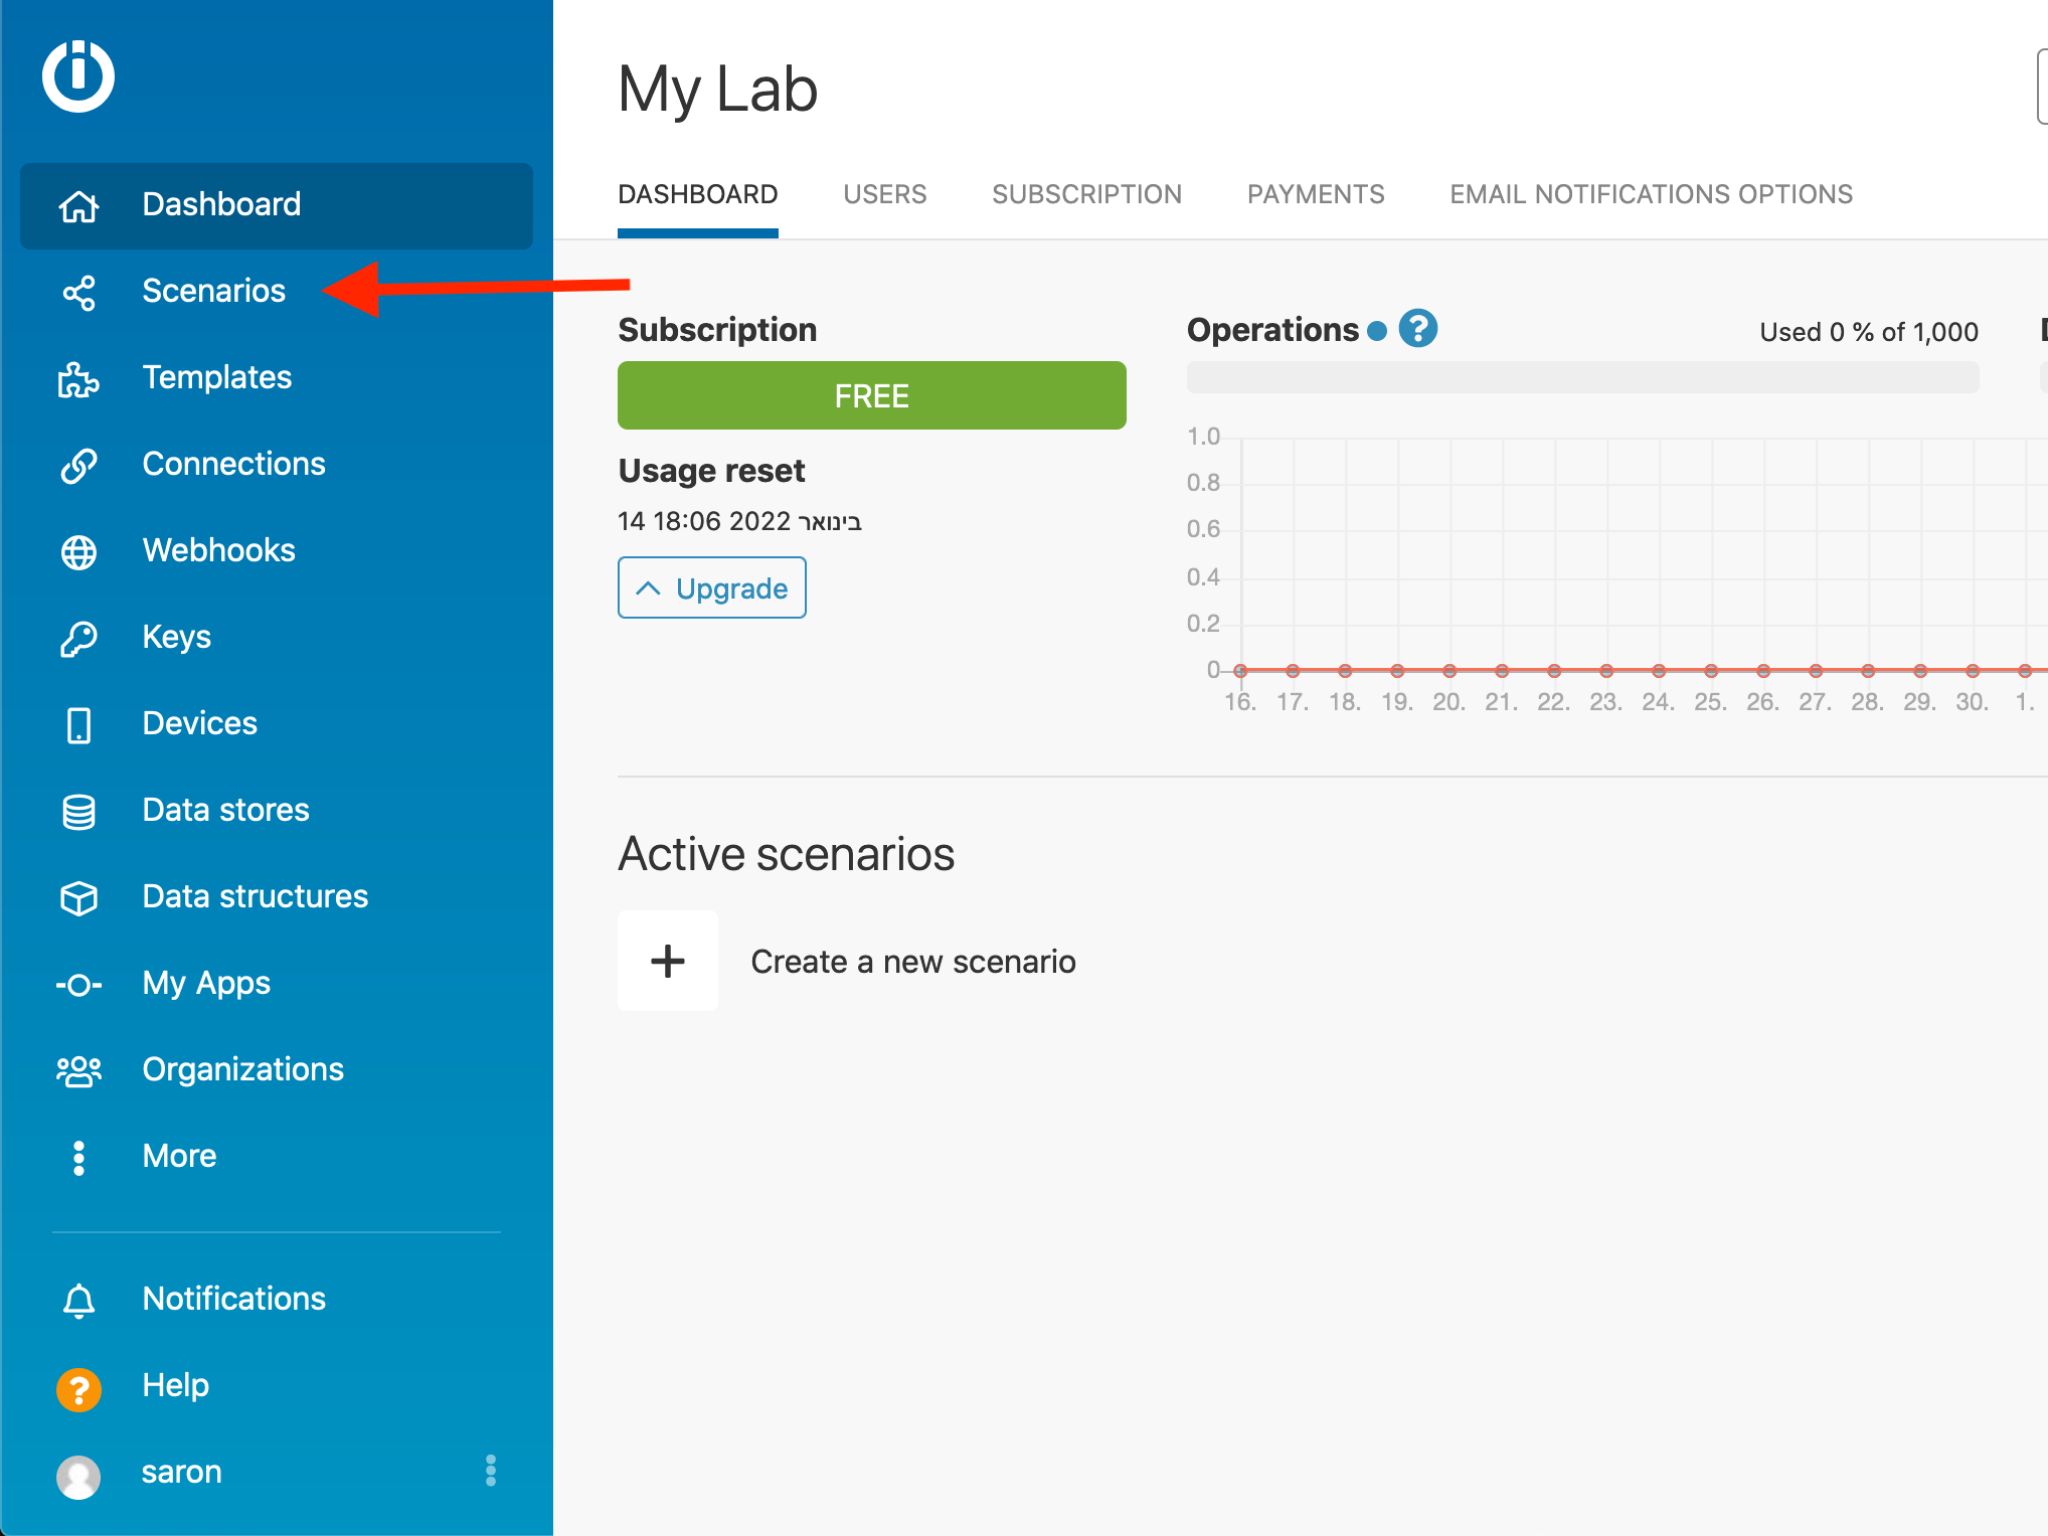 My Lab
DASHBOARD USERS SUBSCRIPTION PAYMENTS EMAIL NOTIFICATIONS OPTIONS
Dashboard
Scenarios
Templates
Connections
Webhooks
Keys
Devices
Data stores
Data structures
My Apps
Organizations
More
Notifications
Help
saron
Subscription
FREE
Usage reset
14 בינואר 2022 18:06
Upgrade
Operations ? Used 0 % of 1,000
1.0
0.8
0.6
0.4
0.2
0
16. 17. 18. 19. 20. 21. 22. 23. 24. 25. 26. 27. 28. 29. 30. 1.
Active scenarios
+ Create a new scenario